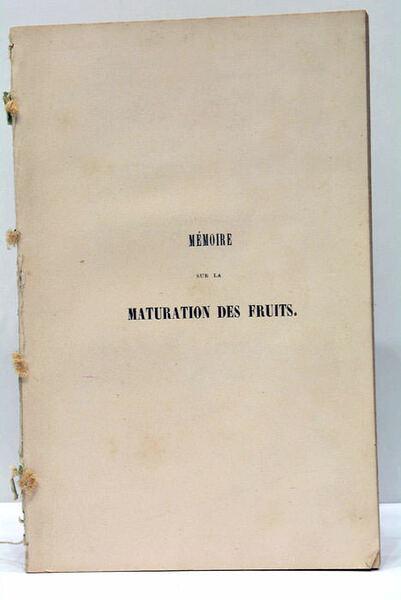 MÉMOIRE
SUR LA
MATURATION DES FRUITS.